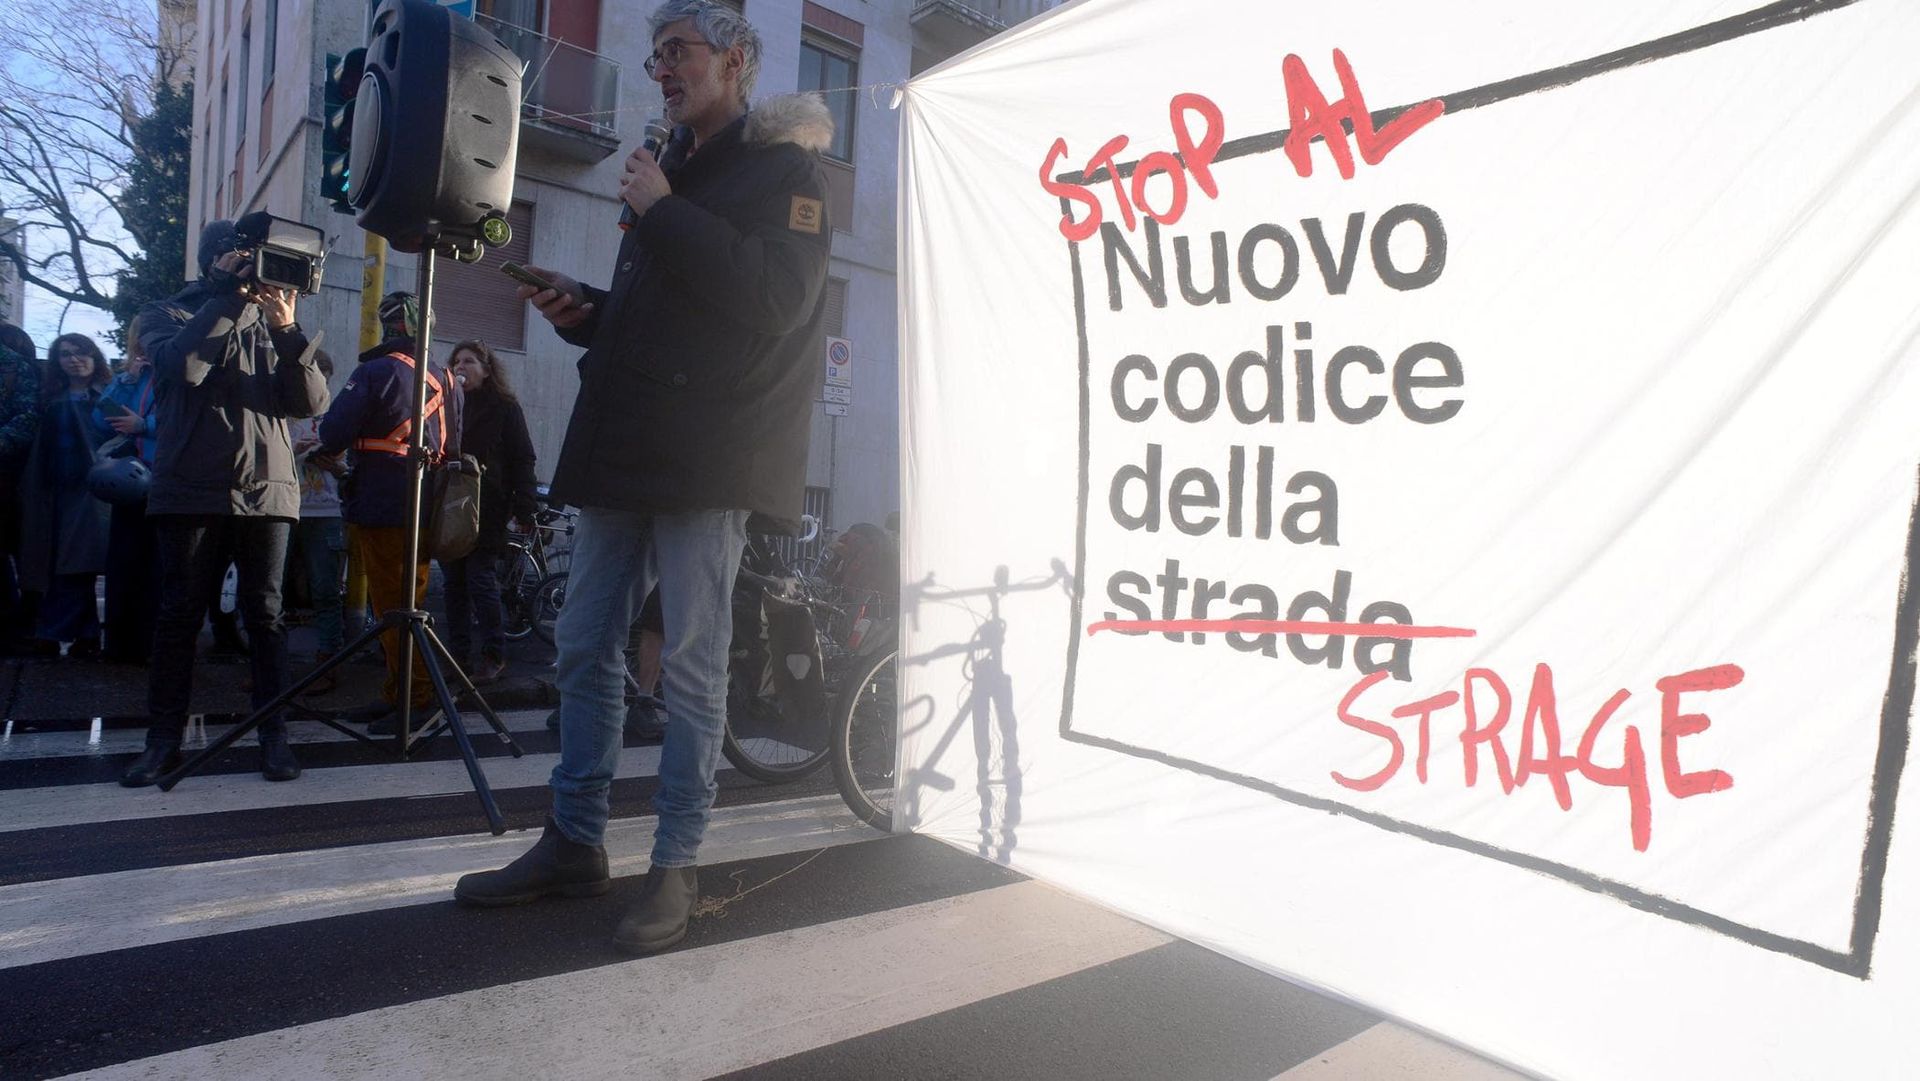 STOP AL
Nuovo
codice
della
strada
STRAGE